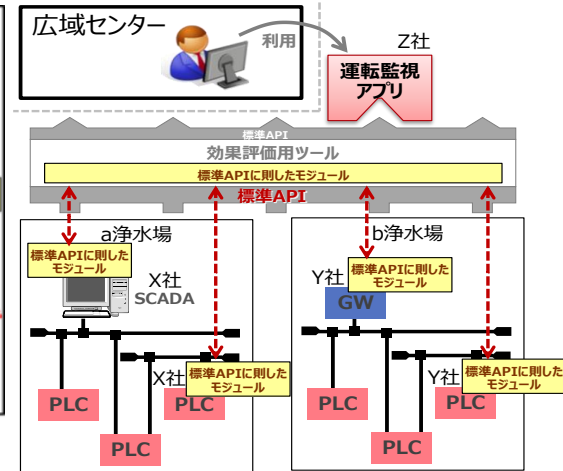 広域センター
利用
Z社
運転監視
アプリ
標準API
効果評価用ツール
標準APIに則したモジュール
標準API
a浄水場
標準APIに則した
モジュール
X社
SCADA
X社
標準APIに則した
モジュール
PLC
PLC
PLC
b浄水場
Y社
標準APIに則した
モジュール
GW
Y社
標準APIに則した
モジュール
PLC
PLC
PLC